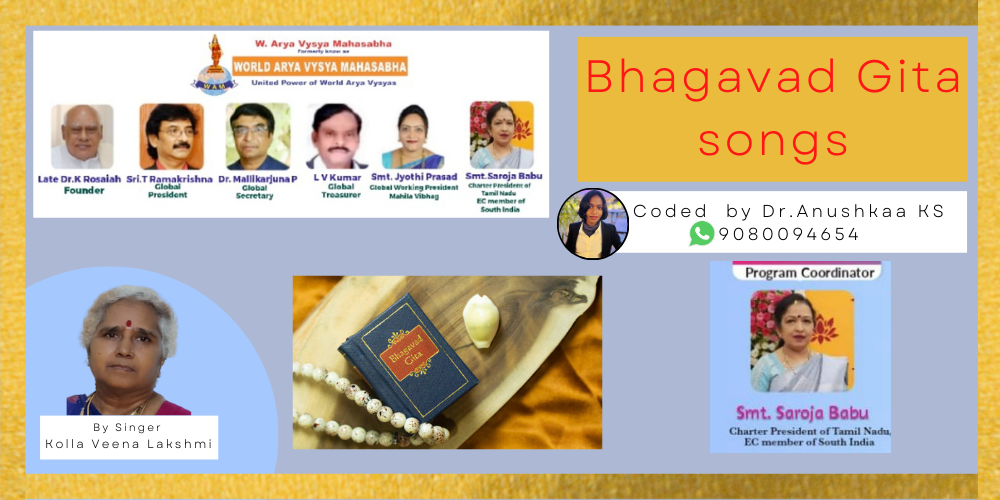 W. Arya Vysya Mahasabha
Formerly know as
WORLD ARYA VYSYA MAHASABHA
United Power of World Arya Vysyas
W A M
Late Dr.K Rosaiah
Founder
Sri.T Ramakrishna
Global
President
Dr. Mallikarjuna P
Global
Secretary
L V Kumar
Global
Treasurer
Smt. Jyothi Prasad
Global Working President
Mahila Vibhag
Smt.Saroja Babu
Charter President of
Tamil Nadu
EC member of
South India
Bhagavad Gita
songs
Coded by Dr.Anushkaa KS
9080094654
By Singer
Kolla Veena Lakshmi
Bhagavad
Gita
Program Coordinator
Smt. Saroja Babu
Charter President of Tamil Nadu,
EC member of South India